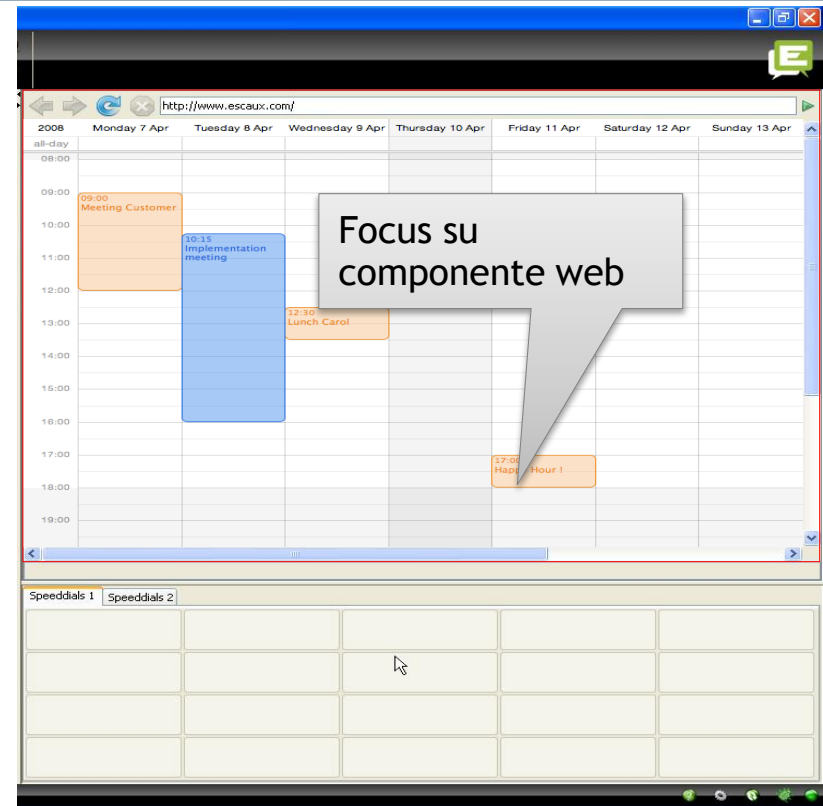 http://www.escaux.com/
2008 Monday 7 Apr Tuesday 8 Apr Wednesday 9 Apr Thursday 10 Apr Friday 11 Apr Saturday 12 Apr Sunday 13 Apr
all-day
08:00
09:00
09:00
Meeting Customer
10:00
10:15
Implementation
meeting
11:00
Focus su
componente web
12:00
12:30
Lunch Carol
13:00
14:00
15:00
16:00
17:00
Hour !
18:00
19:00
Speeddials 1 Speeddials 2